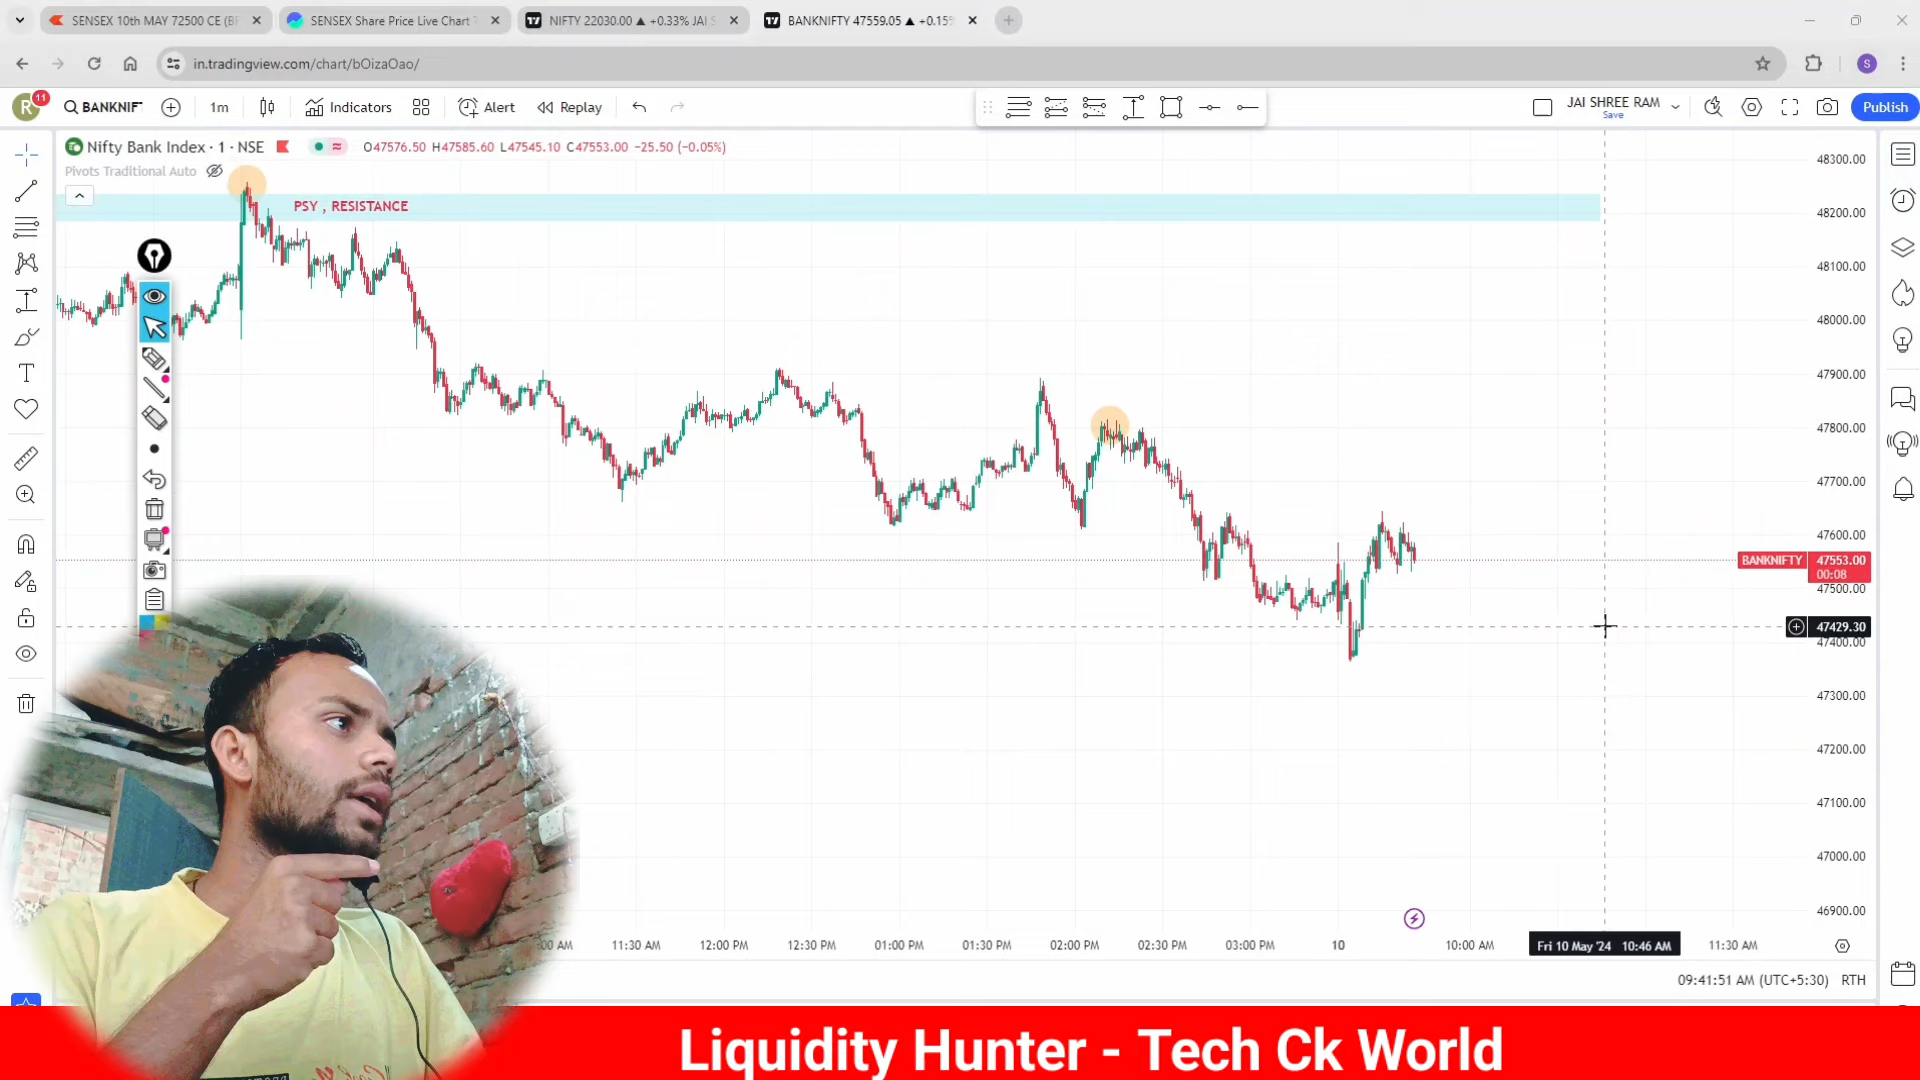 SENSEX 10th MAY 72500 CE (BF
SENSEX Share Price Live Chart
NIFTY 22030.00 ▲ +0.33% JAI S
BANKNIFTY 47559.05 ▲ +0.15%
in.tradingview.com/chart/bOizaOao/
S
R
11
BANKNIF
1m
Indicators
Alert
Replay
JAI SHREE RAM
Save
Publish
Nifty Bank Index · 1 · NSE
O47576.50 H47585.60 L47545.10 C47553.00 −25.50 (−0.05%)
Pivots Traditional Auto
PSY , RESISTANCE
48300.00
48200.00
48100.00
48000.00
47900.00
47800.00
47700.00
47600.00
BANKNIFTY 47553.00
00:08
47500.00
47429.30
47400.00
47300.00
47200.00
47100.00
47000.00
46900.00
:00 AM
11:30 AM
12:00 PM
12:30 PM
01:00 PM
01:30 PM
02:00 PM
02:30 PM
03:00 PM
10
10:00 AM
Fri 10 May '24 10:46 AM
11:30 AM
09:41:51 AM (UTC+5:30) RTH
Liquidity Hunter - Tech Ck World